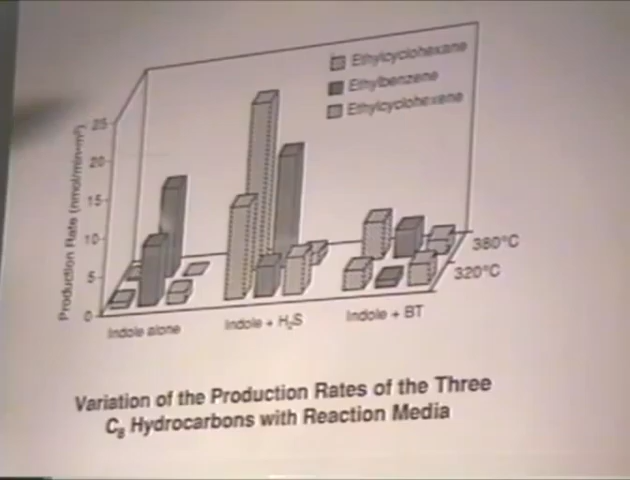 Ethylcyclohexane
Ethylbenzene
Ethylcyclohexene
Production Rate (nmol/min•m²)
25
20
15
10
5
0
380°C
320°C
Indole alone
Indole + H₂S
Indole + BT
Variation of the Production Rates of the Three
C₈ Hydrocarbons with Reaction Media